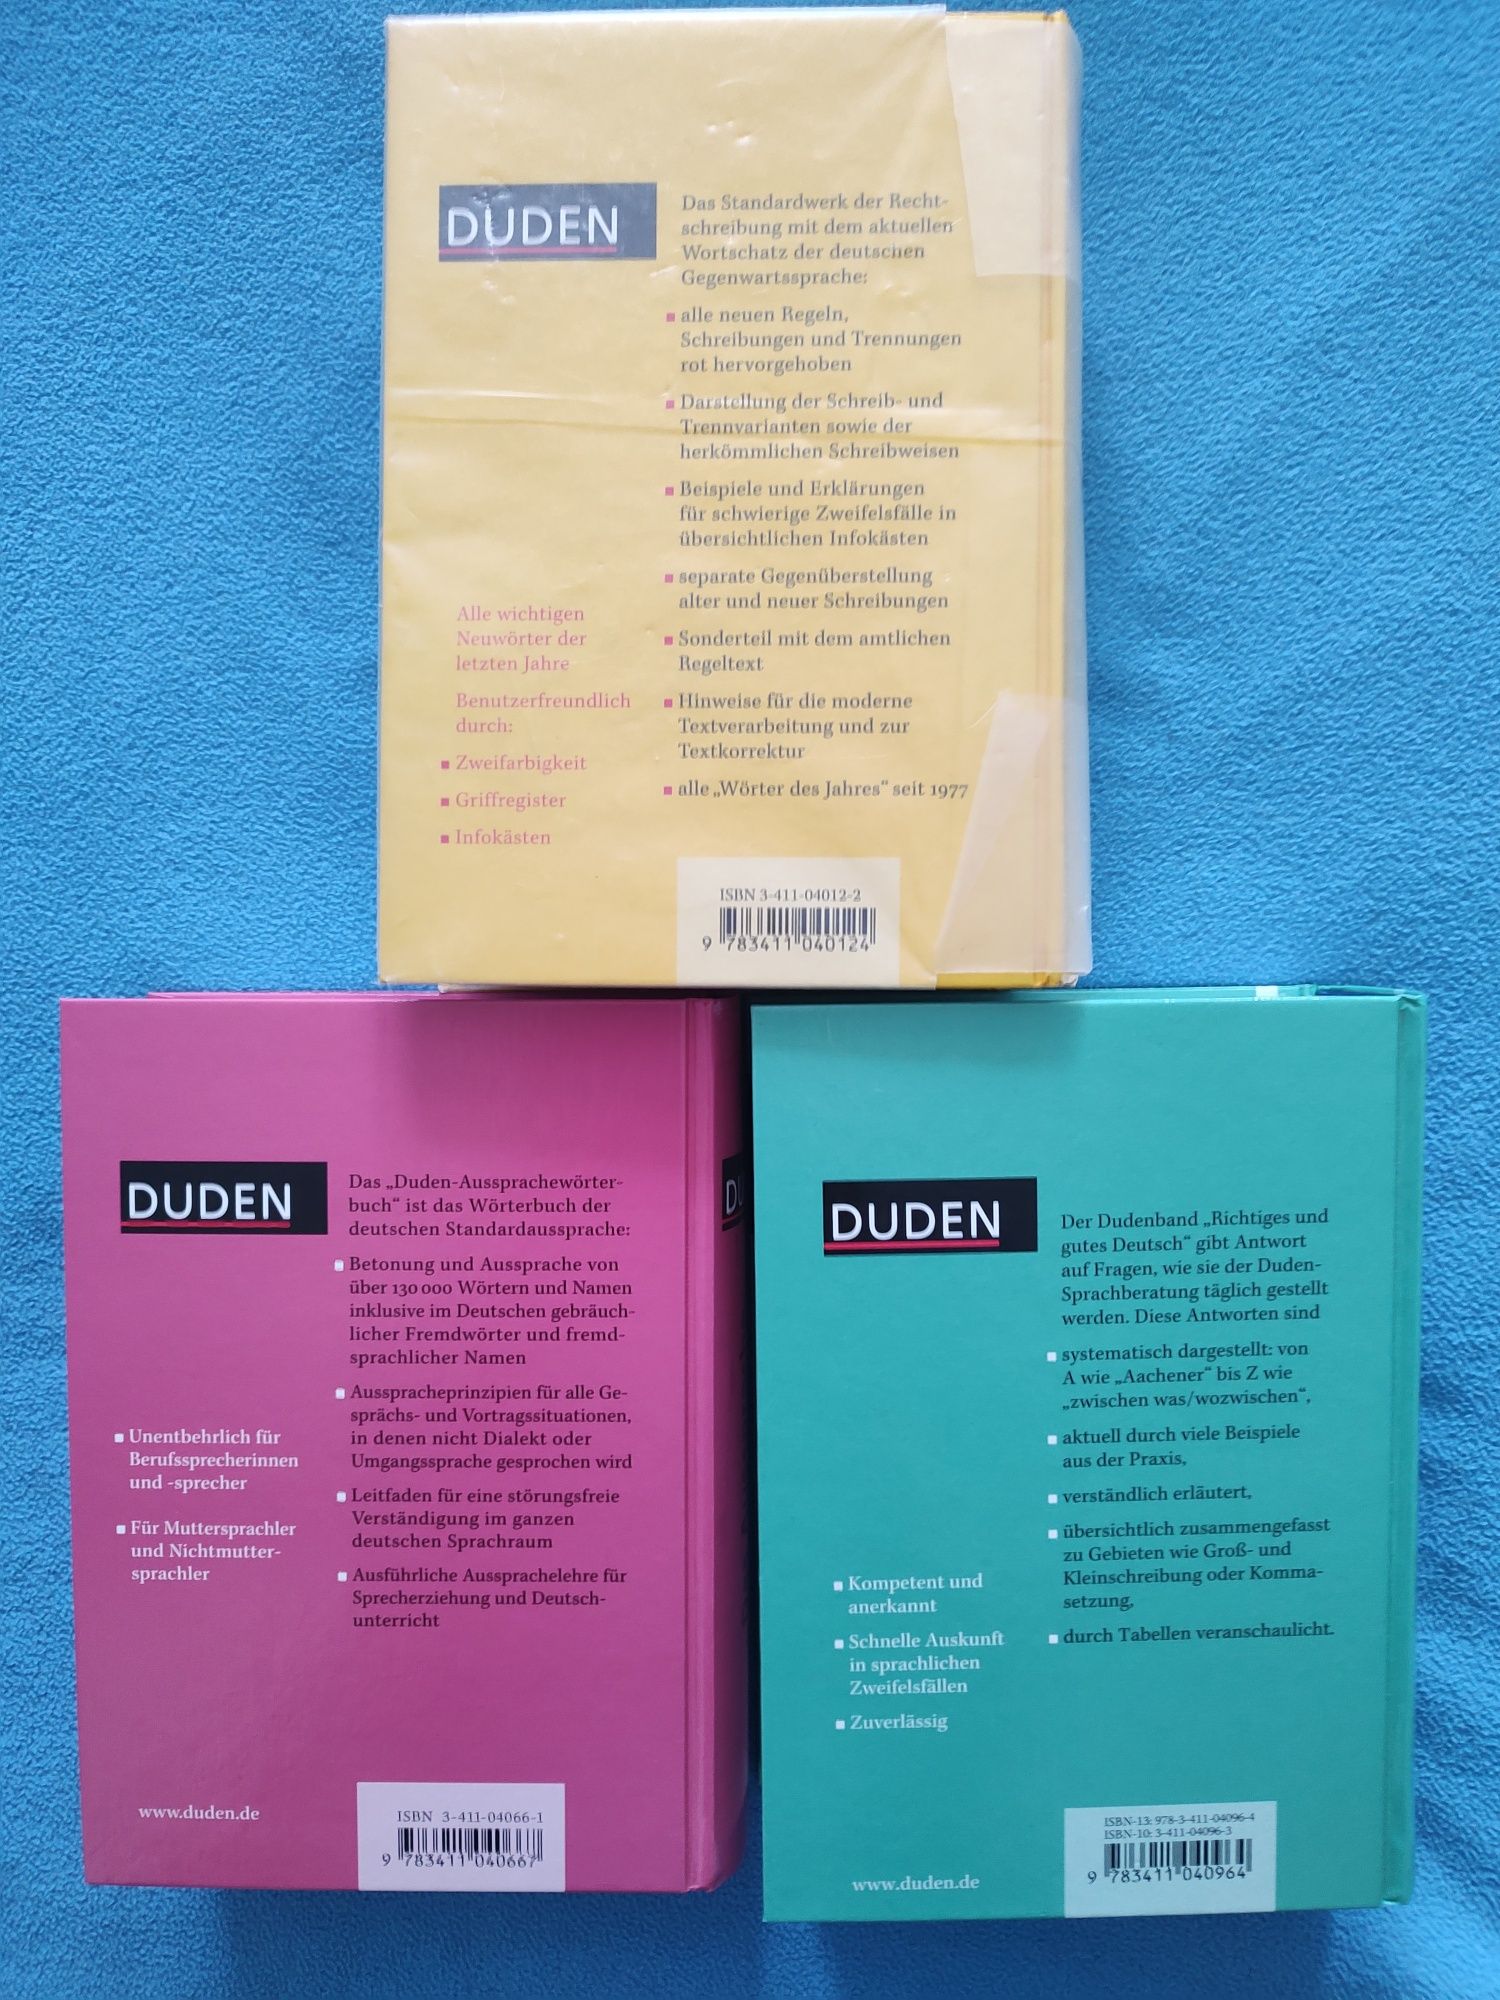 DUDEN
Das Standardwerk der Recht-
schreibung mit dem aktuellen
Wortschatz der deutschen
Gegenwartssprache:
alle neuen Regeln,
Schreibungen und Trennungen
rot hervorgehoben
Darstellung der Schreib- und
Trennvarianten sowie der
herkömmlichen Schreibweisen
Beispiele und Erklärungen
für schwierige Zweifelsfälle in
übersichtlichen Infokästen
separate Gegenüberstellung
alter und neuer Schreibungen
Sonderteil mit dem amtlichen
Regeltext
Hinweise für die moderne
Textverarbeitung und zur
Textkorrektur
alle „Wörter des Jahres“ seit 1977
Alle wichtigen
Neuwörter der
letzten Jahre
Benutzerfreundlich
durch:
Zweifarbigkeit
Griffregister
Infokästen
ISBN 3-411-04012-2
9 783411 040124
DUDEN
Das „Duden-Aussprachewörter-
buch“ ist das Wörterbuch der
deutschen Standardaussprache:
Betonung und Aussprache von
über 130 000 Wörtern und Namen
inklusive im Deutschen gebräuch-
licher Fremdwörter und fremd-
sprachlicher Namen
Ausspracheprinzipien für alle Ge-
sprächs- und Vortragssituationen,
in denen nicht Dialekt oder
Umgangssprache gesprochen wird
Leitfaden für eine störungsfreie
Verständigung im ganzen
deutschen Sprachraum
Ausführliche Aussprachelehre für
Sprecherziehung und Deutsch-
unterricht
Unentbehrlich für
Berufssprecherinnen
und -sprecher
Für Muttersprachler
und Nichtmutter-
sprachler
www.duden.de
ISBN 3-411-04066-1
9 783411 040667
DUDEN
Der Dudenband „Richtiges und
gutes Deutsch“ gibt Antwort
auf Fragen, wie sie der Duden-
Sprachberatung täglich gestellt
werden. Diese Antworten sind
systematisch dargestellt: von
A wie „Aachener“ bis Z wie
„zwischen was/wozwischen“,
aktuell durch viele Beispiele
aus der Praxis,
verständlich erläutert,
übersichtlich zusammengefasst
zu Gebieten wie Groß- und
Kleinschreibung oder Komma-
setzung,
durch Tabellen veranschaulicht.
Kompetent und
anerkannt
Schnelle Auskunft
in sprachlichen
Zweifelsfällen
Zuverlässig
www.duden.de
ISBN-13: 978-3-411-04096-4
ISBN-10: 3-411-04096-3
9 783411 040964